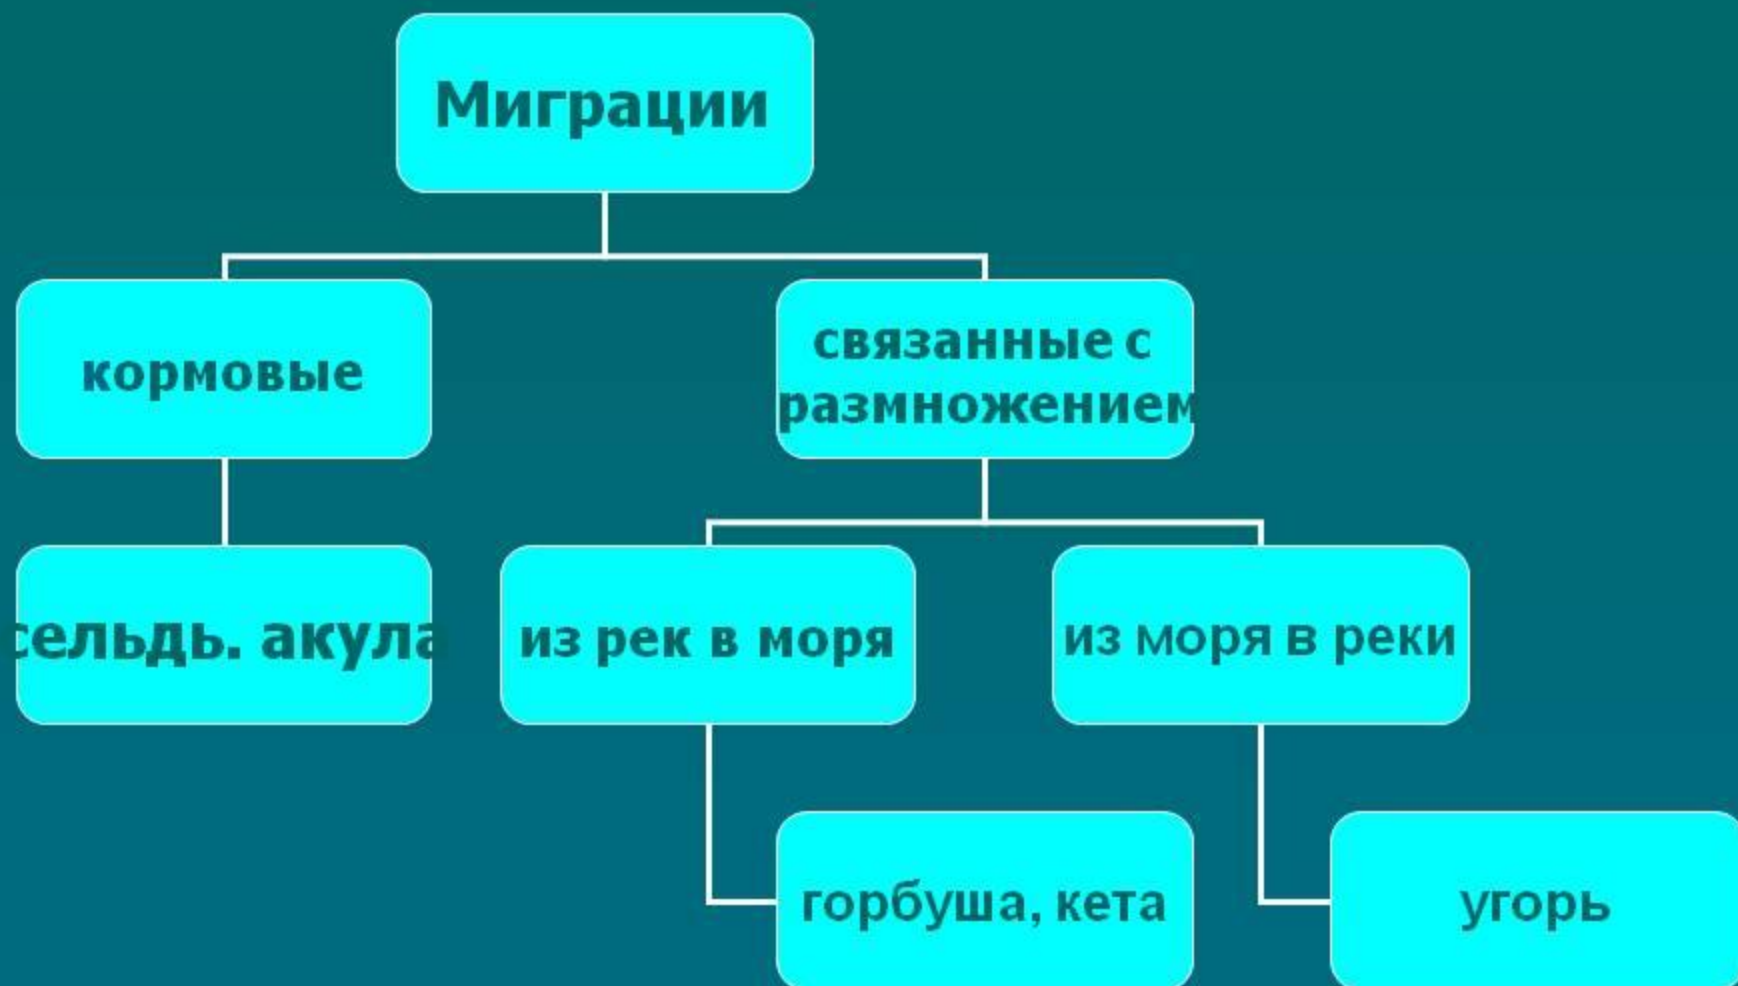 Миграции
кормовые
связанные с
размножением
сельдь. акула
из рек в моря
из моря в реки
горбуша, кета
угорь